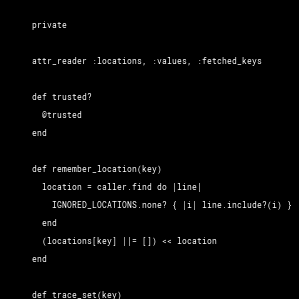 private
attr_reader :locations, :values, :fetched_keys
def trusted?
@trusted
end
def remember_location(key)
location = caller.find do |line|
IGNORED_LOCATIONS.none? { |i| line.include?(i) }
end
(locations[key] ||= []) << location
end
def trace_set(key)